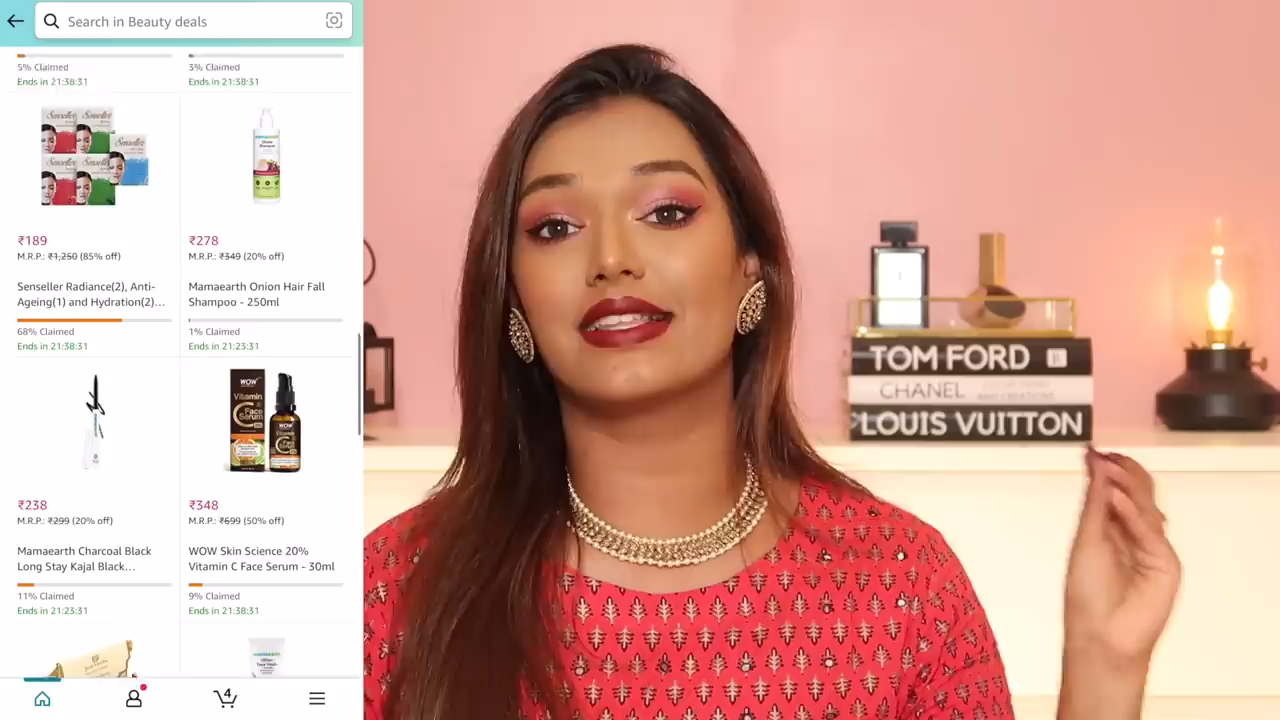 Search in Beauty deals
5% Claimed
Ends in 21:38:31
3% Claimed
Ends in 21:38:31
₹189
M.R.P.: ₹1,250 (85% off)
Senseller Radiance(2), Anti-
Ageing(1) and Hydration(2)...
68% Claimed
Ends in 21:38:31
₹278
M.R.P.: ₹349 (20% off)
Mamaearth Onion Hair Fall
Shampoo - 250ml
1% Claimed
Ends in 21:23:31
WOW
Vitamin
C Face
Serum
₹238
M.R.P.: ₹299 (20% off)
Mamaearth Charcoal Black
Long Stay Kajal Black...
11% Claimed
Ends in 21:23:31
₹348
M.R.P.: ₹699 (50% off)
WOW Skin Science 20%
Vitamin C Face Serum - 30ml
9% Claimed
Ends in 21:38:31
4
TOM FORD
CHANEL
LOUIS VUITTON